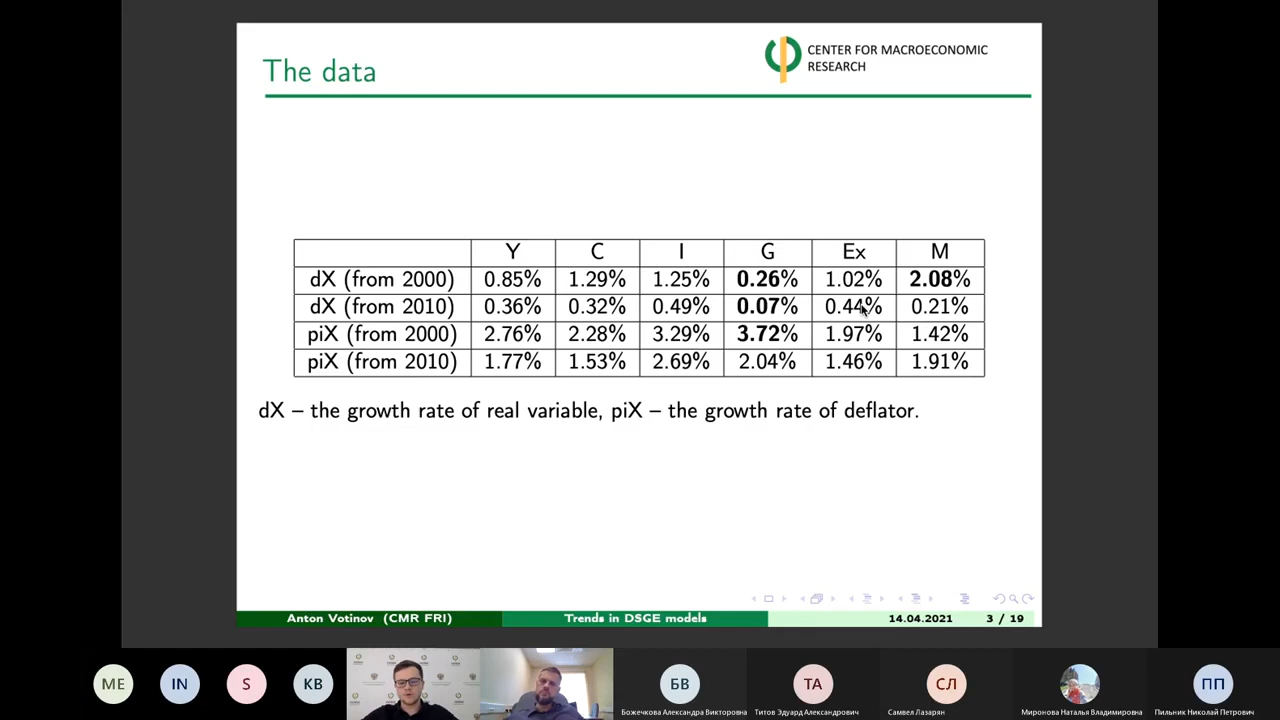 The data
CENTER FOR MACROECONOMIC
RESEARCH
Y C I G Ex M
dX (from 2000) 0.85% 1.29% 1.25% 0.26% 1.02% 2.08%
dX (from 2010) 0.36% 0.32% 0.49% 0.07% 0.44% 0.21%
piX (from 2000) 2.76% 2.28% 3.29% 3.72% 1.97% 1.42%
piX (from 2010) 1.77% 1.53% 2.69% 2.04% 1.46% 1.91%
dX – the growth rate of real variable, piX – the growth rate of deflator.
Anton Votinov (CMR FRI) Trends in DSGE models 14.04.2021 3 / 19
ME IN S KB БВ ТА СЛ ПП
Божечкова Александра Викторовна Титов Эдуард Александрович Самвел Лазарян Миронова Наталья Владимировна Пильник Николай Петрович